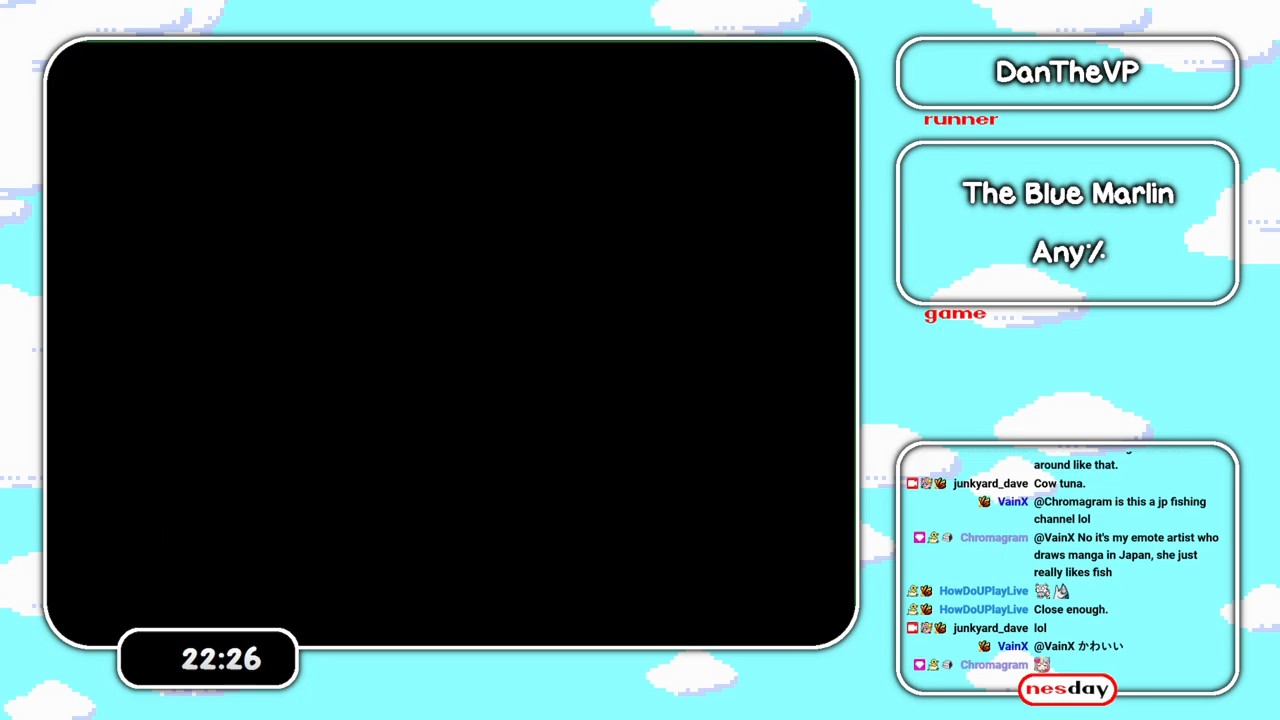 DanTheVP
runner
The Blue Marlin
Any%
game
around like that.
junkyard_dave Cow tuna.
VainX @Chromagram is this a jp fishing
channel lol
Chromagram @VainX No it's my emote artist who
draws manga in Japan, she just
really likes fish
HowDoUPlayLive
HowDoUPlayLive Close enough.
junkyard_dave lol
VainX @VainX かわいい
Chromagram
nesday
22:26